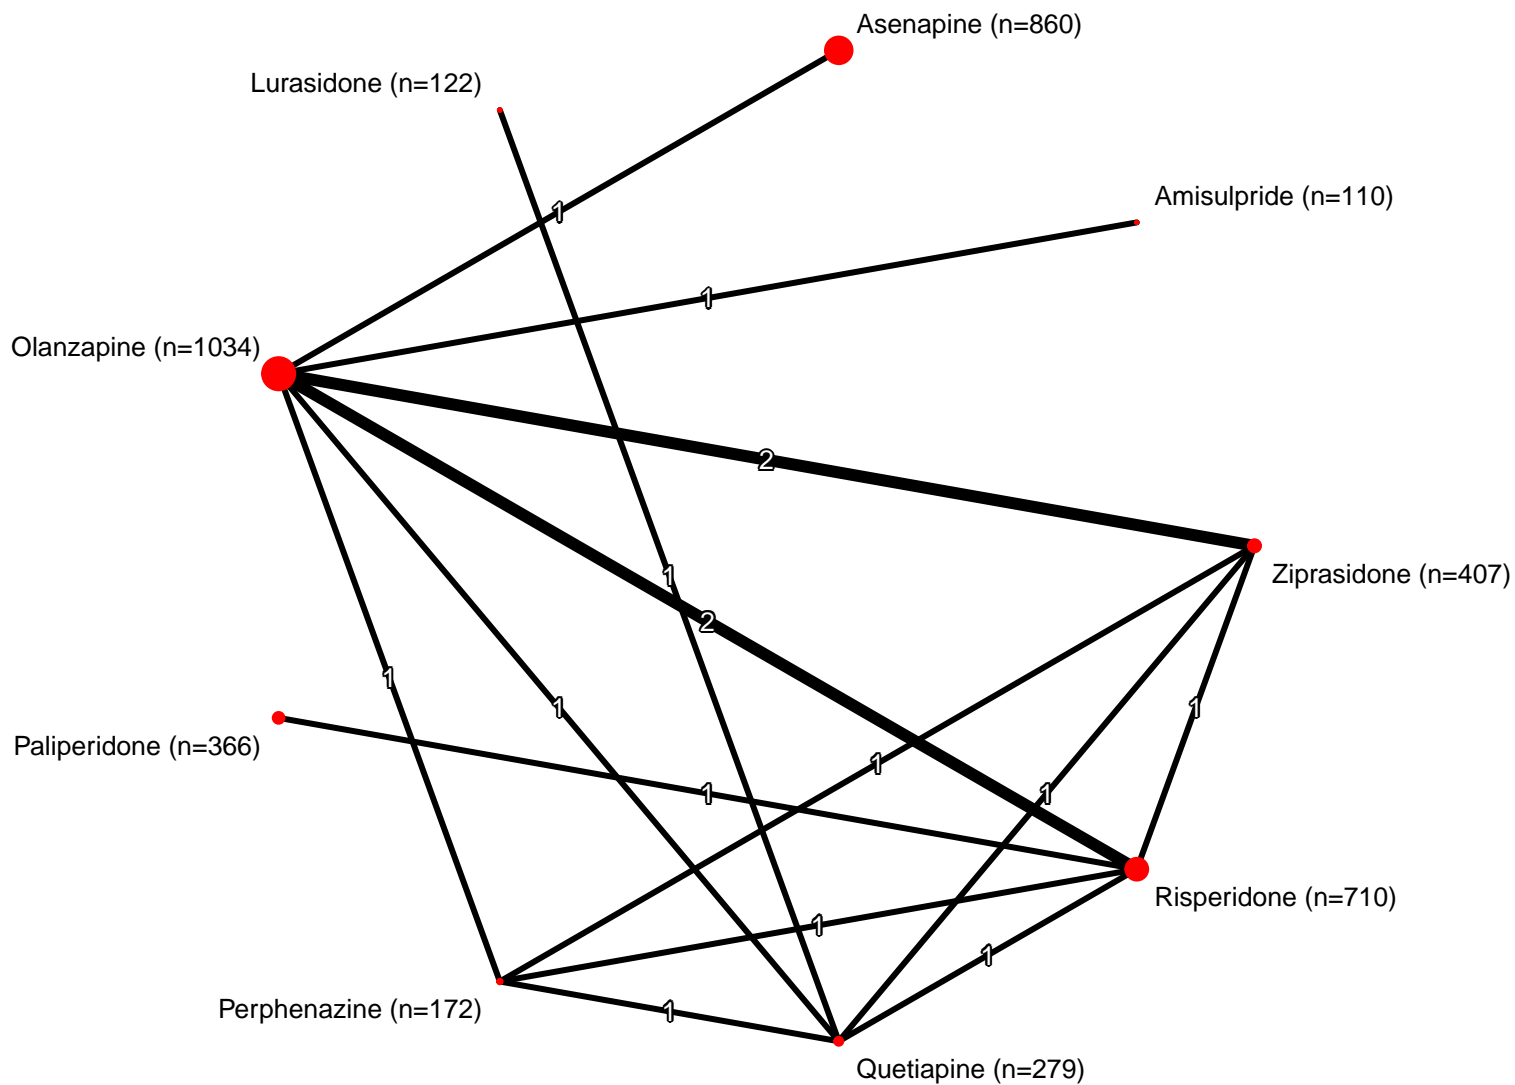 Asenapine (n=860)
Lurasidone (n=122)
Amisulpride (n=110)
1
1
Olanzapine (n=1034)
2
Ziprasidone (n=407)
1
2
1
1
1
Paliperidone (n=366)
1
1
1
Risperidone (n=710)
1
1
Perphenazine (n=172)
1
Quetiapine (n=279)